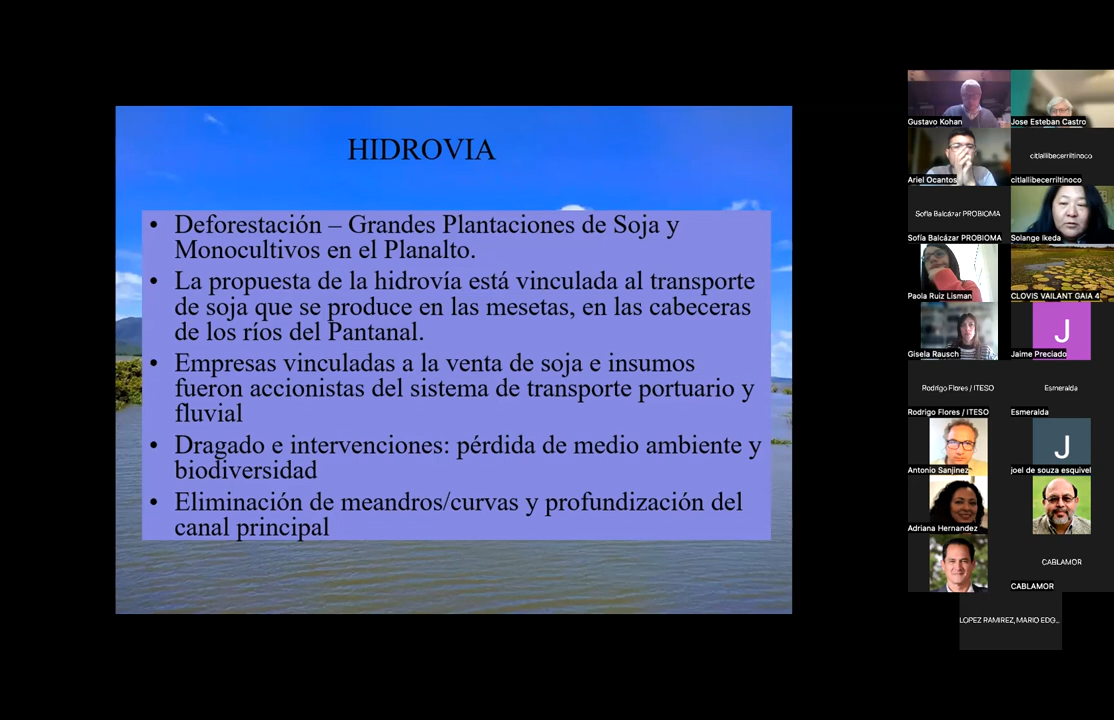 HIDROVIA
• Deforestación – Grandes Plantaciones de Soja y
Monocultivos en el Planalto.
• La propuesta de la hidrovía está vinculada al transporte
de soja que se produce en las mesetas, en las cabeceras
de los ríos del Pantanal.
• Empresas vinculadas a la venta de soja e insumos
fueron accionistas del sistema de transporte portuario y
fluvial
• Dragado e intervenciones: pérdida de medio ambiente y
biodiversidad
• Eliminación de meandros/curvas y profundización del
canal principal
Gustavo Kohan
Jose Esteban Castro
Ariel Ocantos
citlallibecerriltinoco
citlallibecerriltinoco
Sofía Balcázar PROBIOMA
Sofía Balcázar PROBIOMA
Solange Ikeda
Paola Ruiz Lisman
CLOVIS VAILANT GAIA 4
Gisela Rausch
J
Jaime Preciado
Rodrigo Flores / ITESO
Rodrigo Flores / ITESO
Esmeralda
Esmeralda
Antonio Sanjinez
J
joel de souza esquivel
Adriana Hernandez
CABLAMOR
CABLAMOR
LOPEZ RAMIREZ, MARIO EDG...